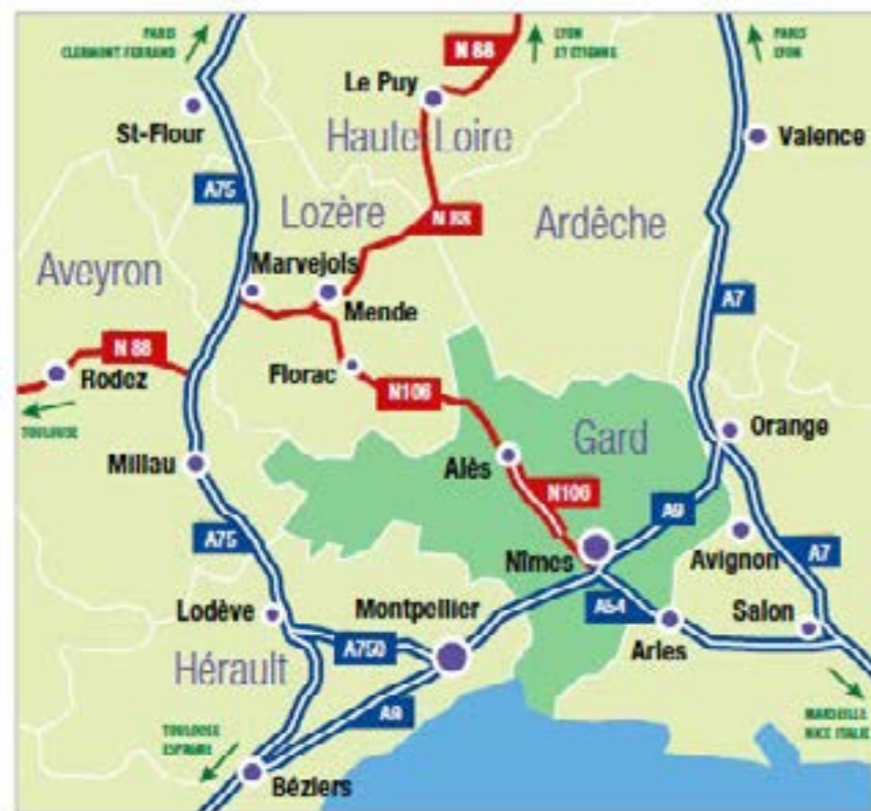 PARIS
CLERMONT FERRAND
N 88
LYON
ST ETIENNE
PARIS
LYON
Le Puy
St-Flour
Haute Loire
Valence
A75
Lozère
N 88
Ardêche
Aveyron
Marvejols
Mende
A7
N 88
Rodez
Florac
N106
TOULOUSE
Gard
Orange
Millau
Alès
N106
A9
A75
Nîmes
Avignon
A7
Lodève
Montpellier
A54
Salon
A750
Arles
Hérault
A9
TOULOUSE
ESPAGNE
MARSEILLE
NICE ITALIE
Béziers